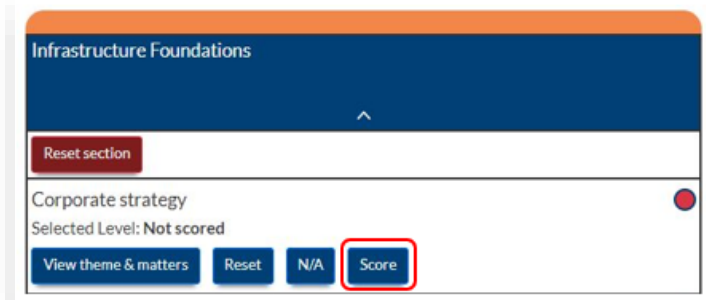 Infrastructure Foundations
Reset section
Corporate strategy
Selected Level: Not scored
View theme & matters Reset N/A Score